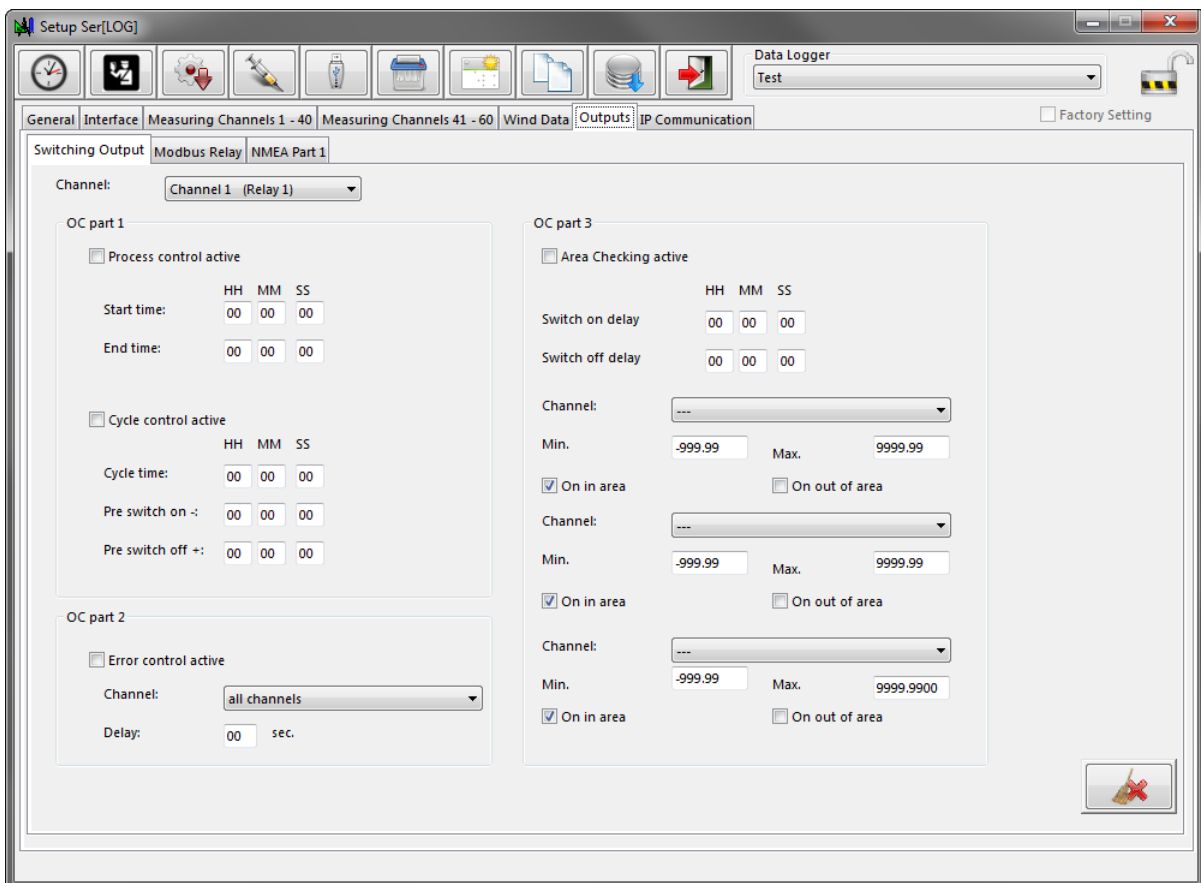 Setup Ser[LOG]
Data Logger
Test
General Interface Measuring Channels 1 - 40 Measuring Channels 41 - 60 Wind Data Outputs IP Communication
Factory Setting
Switching Output Modbus Relay NMEA Part 1
Channel: Channel 1 (Relay 1)
OC part 1
Process control active
HH MM SS
Start time: 00 00 00
End time: 00 00 00
Cycle control active
HH MM SS
Cycle time: 00 00 00
Pre switch on -: 00 00 00
Pre switch off +: 00 00 00
OC part 2
Error control active
Channel: all channels
Delay: 00 sec.
OC part 3
Area Checking active
HH MM SS
Switch on delay 00 00 00
Switch off delay 00 00 00
Channel: ---
Min. -999.99 Max. 9999.99
On in area On out of area
Channel: ---
Min. -999.99 Max. 9999.99
On in area On out of area
Channel: ---
Min. -999.99 Max. 9999.9900
On in area On out of area